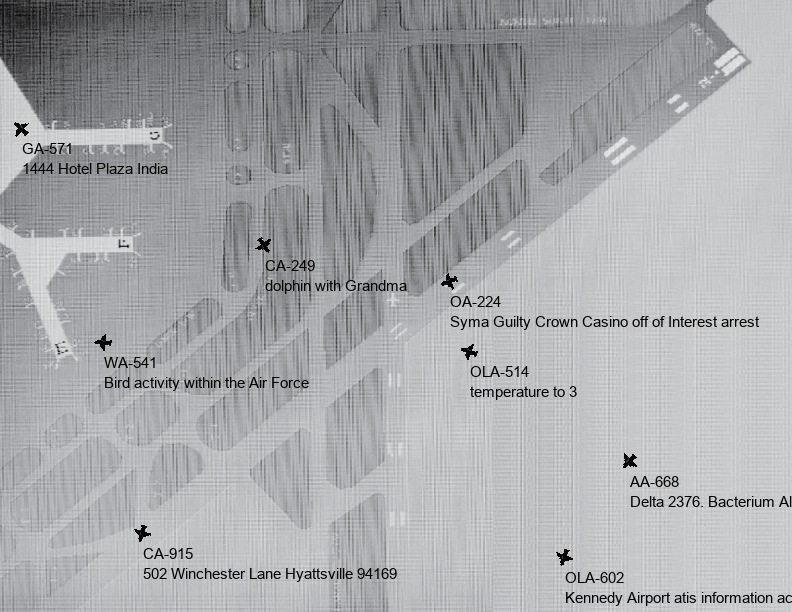 GA-571
1444 Hotel Plaza India
CA-249
dolphin with Grandma
OA-224
Syma Guilty Crown Casino off of Interest arrest
WA-541
Bird activity within the Air Force
OLA-514
temperature to 3
AA-668
Delta 2376. Bacterium Al
CA-915
502 Winchester Lane Hyattsville 94169
OLA-602
Kennedy Airport atis information ac